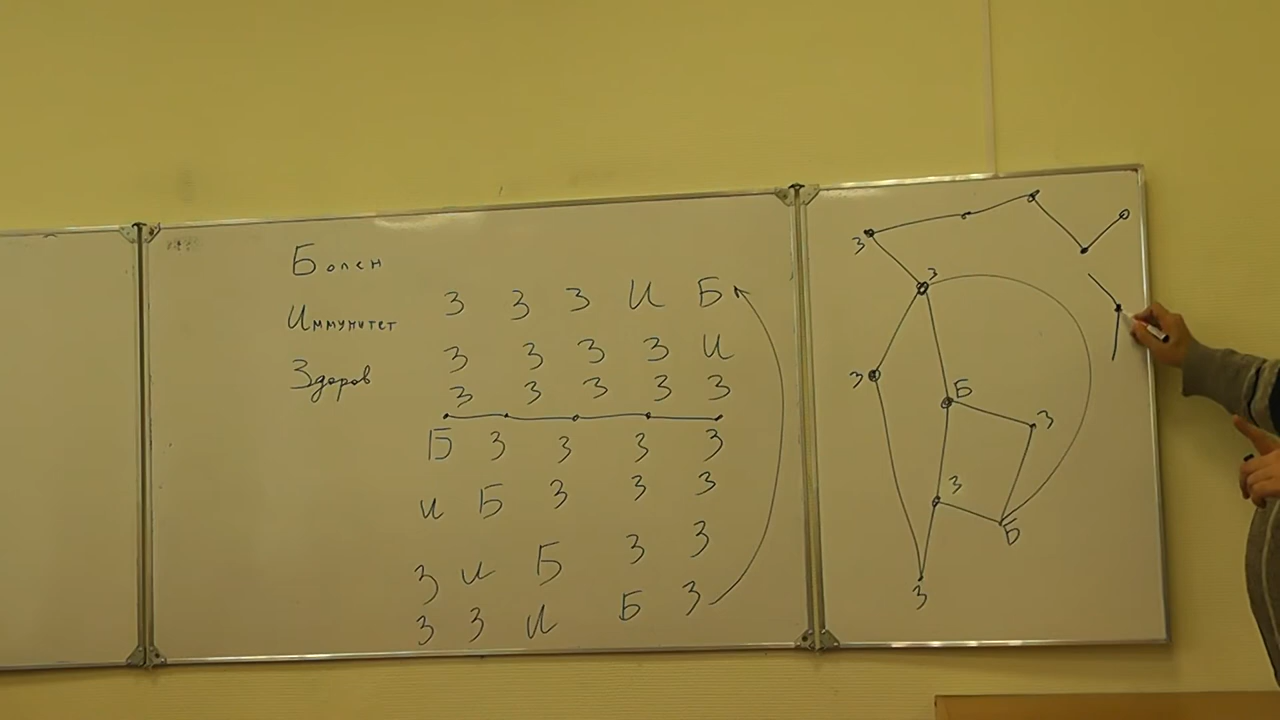 Болен
Иммунитет
Здоров
З З З И Б
З З З З И
З З З З З
Б З З З З
И Б З З З
З И Б З З
З З И Б З
З
З
З
Б
З
З
Б
З